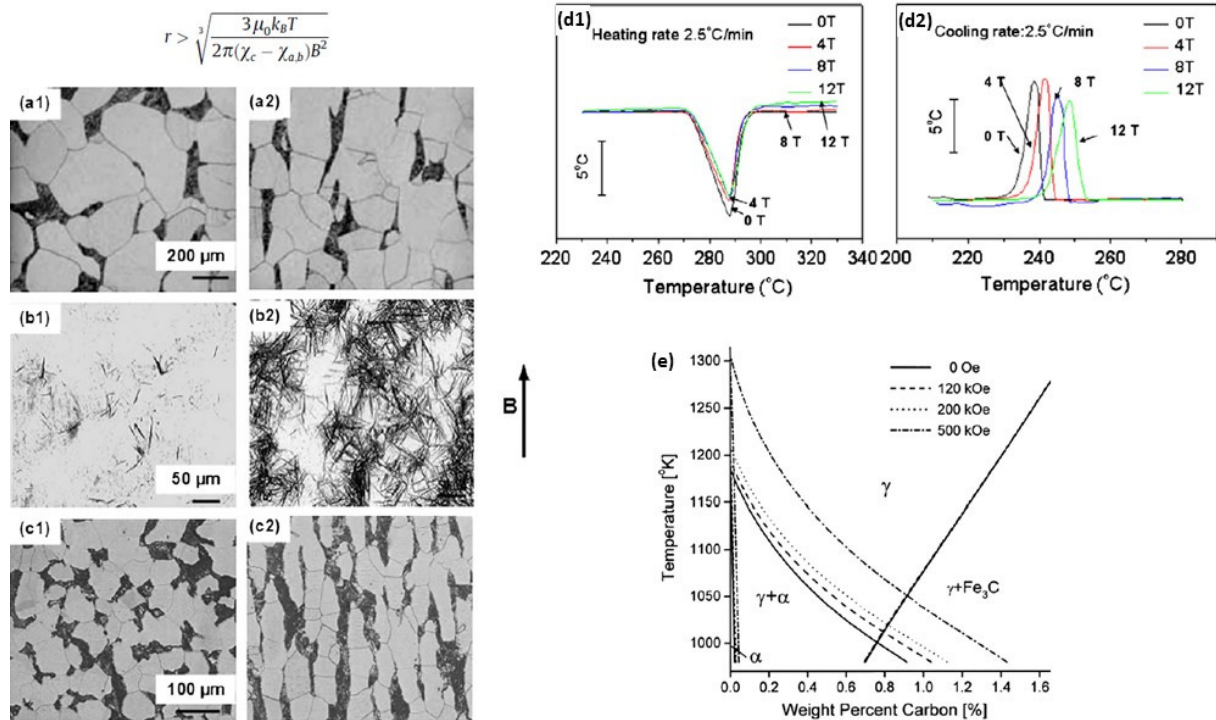 r > ∛(3μ₀k_BT / 2π(χ_c − χ_{a,b})B²)
(a1)
200 μm
(a2)
(b1)
50 μm
(b2)
(c1)
100 μm
(c2)
B
(d1)
Heating rate 2.5°C/min
0T
4T
8T
12T
5°C
8 T
12 T
4 T
0 T
230 260 280 300 320 340
Temperature (°C)
(d2)
Cooling rate:2.5°C/min
0T
4T
8T
12T
4 T
8 T
5°C
0 T
12 T
200 220 240 260 280
Temperature (°C)
(e)
0 Oe
120 kOe
200 kOe
500 kOe
1300
1250
1200
1150
1100
1050
1000
Temperature [°K]
γ
γ+α
γ+Fe₃C
α
0.0 0.2 0.4 0.6 0.8 1.0 1.2 1.4 1.6
Weight Percent Carbon [%]